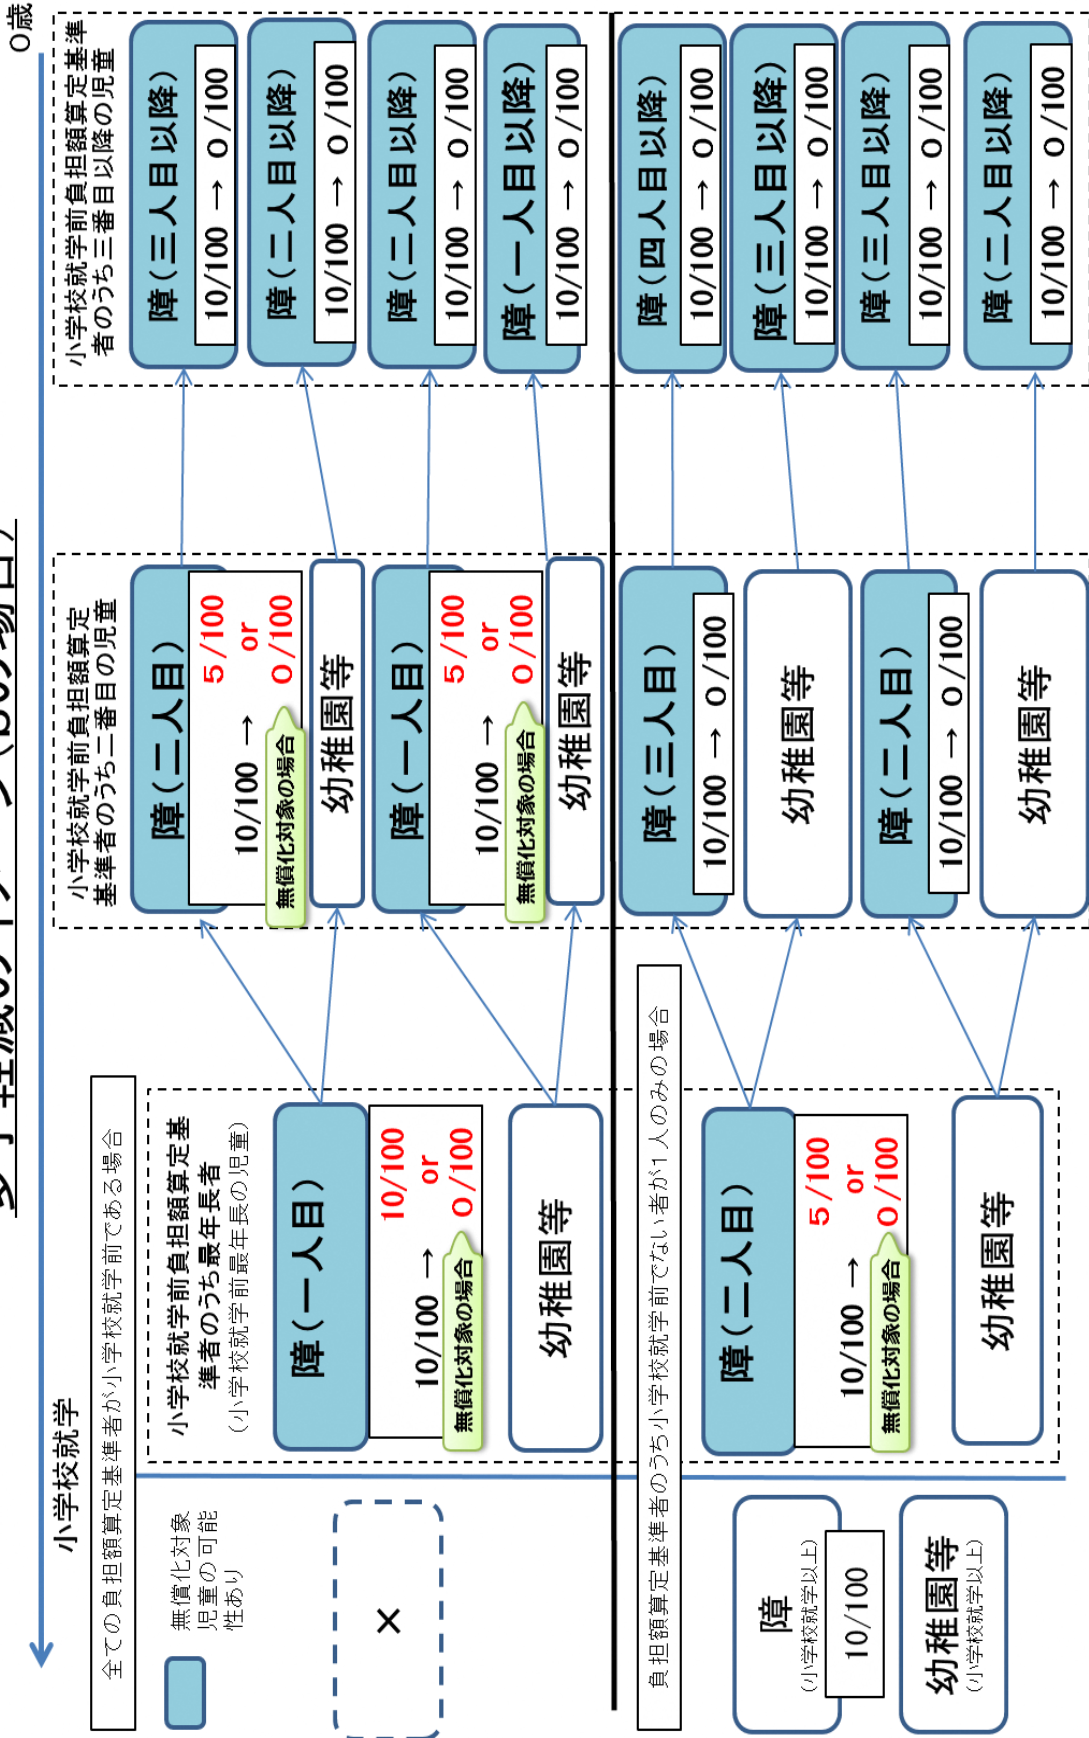 多子軽減のイメージ(bの場合)
小学校就学
0歳
全ての負担額算定基準者が小学校就学前である場合
無償化対象
児童の可能
性あり
×
小学校就学前負担額算定基
準者のうち最年長者
(小学校就学前最年長の児童)
障(一人目)
10/100 →
10/100
or
0/100
無償化対象の場合
幼稚園等
小学校就学前負担額算定
基準者のうち二番目の児童
障(二人目)
10/100 →
5/100
or
0/100
無償化対象の場合
幼稚園等
障(一人目)
10/100 →
5/100
or
0/100
無償化対象の場合
幼稚園等
小学校就学前負担額算定基準
者のうち三番目以降の児童
障(三人目以降)
10/100 → 0/100
障(二人目以降)
10/100 → 0/100
障(二人目以降)
10/100 → 0/100
障(一人目以降)
10/100 → 0/100
負担額算定基準者のうち小学校就学前でない者が1人のみの場合
障
(小学校就学以上)
10/100
幼稚園等
(小学校就学以上)
障(二人目)
10/100 →
5/100
or
0/100
無償化対象の場合
幼稚園等
障(三人目)
10/100 → 0/100
幼稚園等
障(二人目)
10/100 → 0/100
幼稚園等
障(四人目以降)
10/100 → 0/100
障(三人目以降)
10/100 → 0/100
障(三人目以降)
10/100 → 0/100
障(二人目以降)
10/100 → 0/100